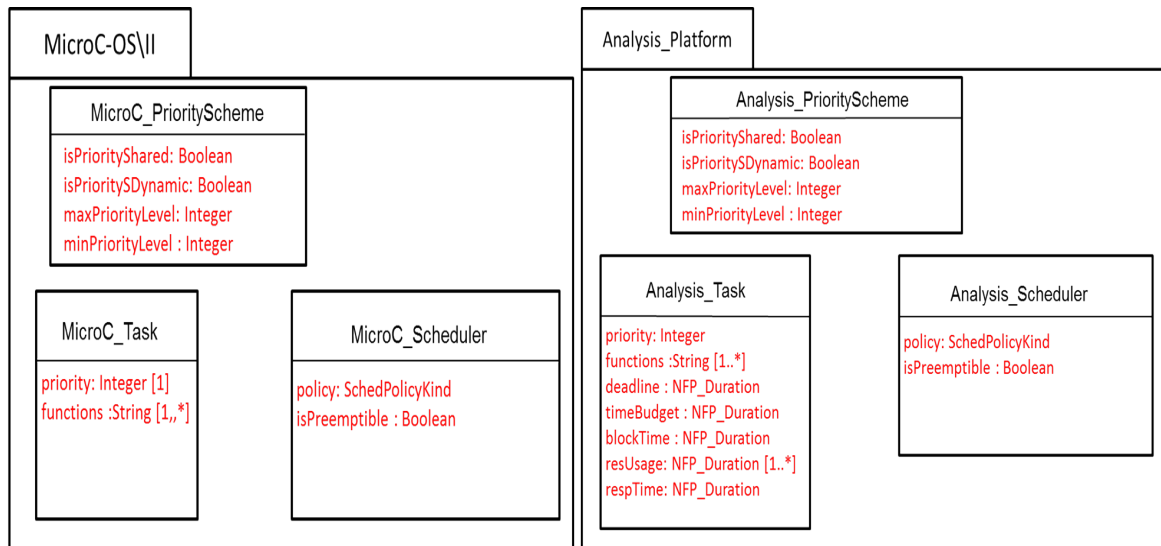 MicroC-OS\II
MicroC_PriorityScheme
isPriorityShared: Boolean
isPrioritySDynamic: Boolean
maxPriorityLevel: Integer
minPriorityLevel : Integer
MicroC_Task
priority: Integer [1]
functions :String [1,,*]
MicroC_Scheduler
policy: SchedPolicyKind
isPreemptible : Boolean
Analysis_Platform
Analysis_PriorityScheme
isPriorityShared: Boolean
isPrioritySDynamic: Boolean
maxPriorityLevel: Integer
minPriorityLevel : Integer
Analysis_Task
priority: Integer
functions :String [1..*]
deadline : NFP_Duration
timeBudget : NFP_Duration
blockTime : NFP_Duration
resUsage: NFP_Duration [1..*]
respTime: NFP_Duration
Analysis_Scheduler
policy: SchedPolicyKind
isPreemptible : Boolean